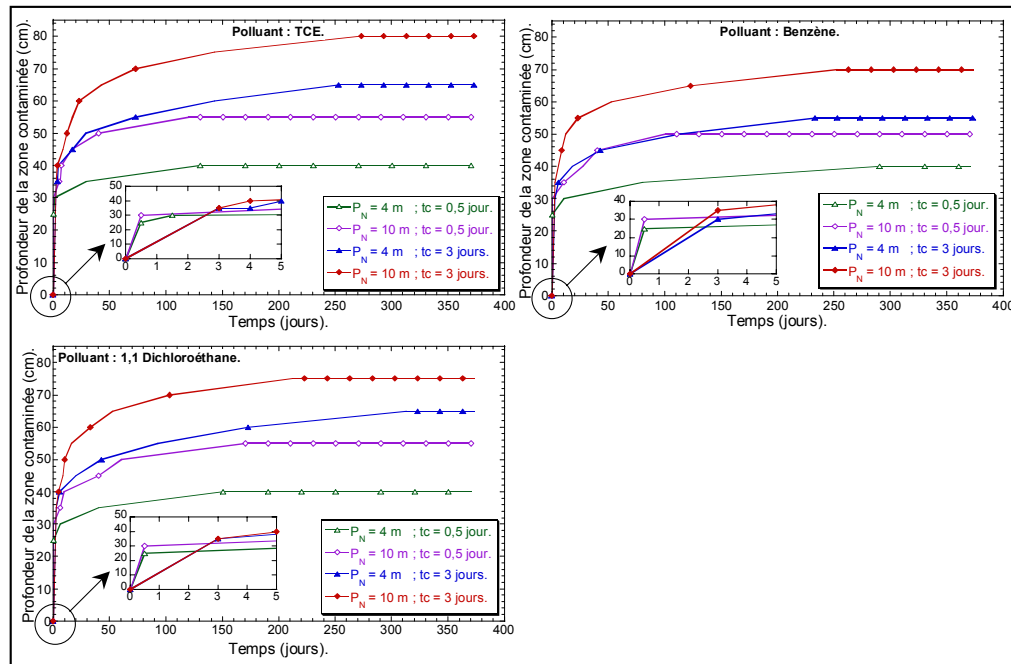 Polluant : TCE.
Profondeur de la zone contaminée (cm).
80
70
60
50
40
30
20
10
0
50
40
30
20
10
0
0 1 2 3 4 5
P_N = 4 m ; tc = 0,5 jour.
P_N = 10 m ; tc = 0,5 jour.
P_N = 4 m ; tc = 3 jours.
P_N = 10 m ; tc = 3 jours.
0 50 100 150 200 250 300 350 400
Temps (jours).
Polluant : Benzène.
Profondeur de la zone contaminée (cm).
80
70
60
50
40
30
20
10
0
40
30
20
10
0
0 1 2 3 4 5
P_N = 4 m ; tc = 0,5 jour.
P_N = 10 m ; tc = 0,5 jour.
P_N = 4 m ; tc = 3 jours.
P_N = 10 m ; tc = 3 jours.
0 50 100 150 200 250 300 350 400
Temps (jours).
Polluant : 1,1 Dichloroéthane.
Profondeur de la zone contaminée (cm).
80
70
60
50
40
30
20
10
0
50
40
30
20
10
0
0 1 2 3 4 5
P_N = 4 m ; tc = 0,5 jour.
P_N = 10 m ; tc = 0,5 jour.
P_N = 4 m ; tc = 3 jours.
P_N = 10 m ; tc = 3 jours.
0 50 100 150 200 250 300 350 400
Temps (jours).